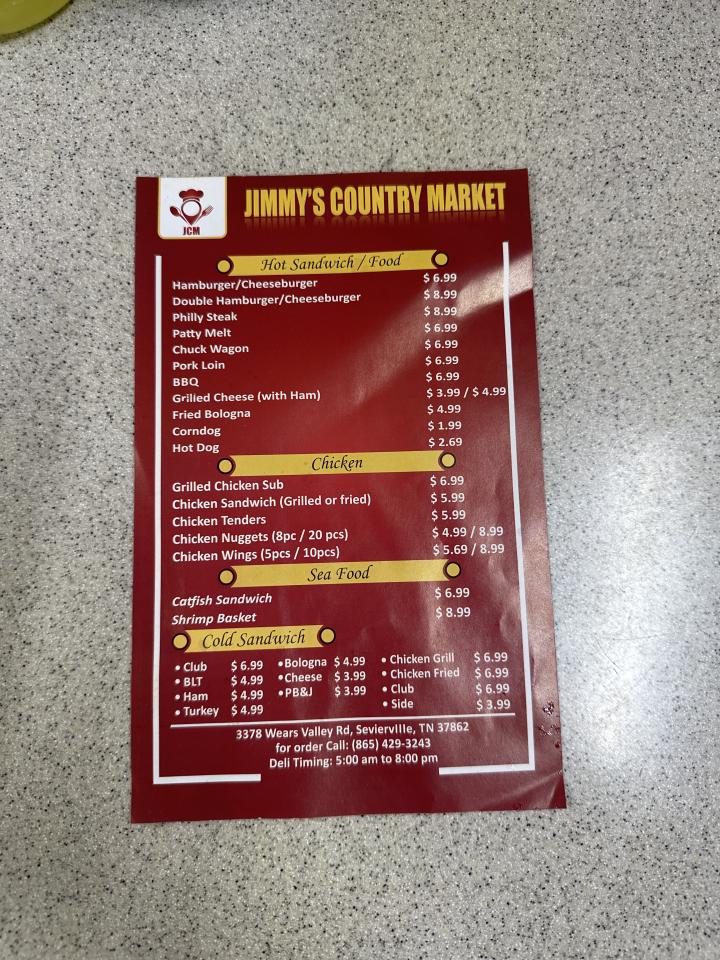 JCM
JIMMY'S COUNTRY MARKET
Hot Sandwich / Food
Hamburger/Cheeseburger $ 6.99
Double Hamburger/Cheeseburger $ 8.99
Philly Steak $ 8.99
Patty Melt $ 6.99
Chuck Wagon $ 6.99
Pork Loin $ 6.99
BBQ $ 6.99
Grilled Cheese (with Ham) $ 3.99 / $ 4.99
Fried Bologna $ 4.99
Corndog $ 1.99
Hot Dog $ 2.69
Chicken
Grilled Chicken Sub $ 6.99
Chicken Sandwich (Grilled or fried) $ 5.99
Chicken Tenders $ 5.99
Chicken Nuggets (8pc / 20 pcs) $ 4.99 / 8.99
Chicken Wings (5pcs / 10pcs) $ 5.69 / 8.99
Sea Food
Catfish Sandwich $ 6.99
Shrimp Basket $ 8.99
Cold Sandwich
• Club $ 6.99 • Bologna $ 4.99 • Chicken Grill $ 6.99
• BLT $ 4.99 • Cheese $ 3.99 • Chicken Fried $ 6.99
• Ham $ 4.99 • PB&J $ 3.99 • Club $ 6.99
• Turkey $ 4.99 • Side $ 3.99
3378 Wears Valley Rd, SeviervIlle, TN 37862
for order Call: (865) 429-3243
Deli Timing: 5:00 am to 8:00 pm